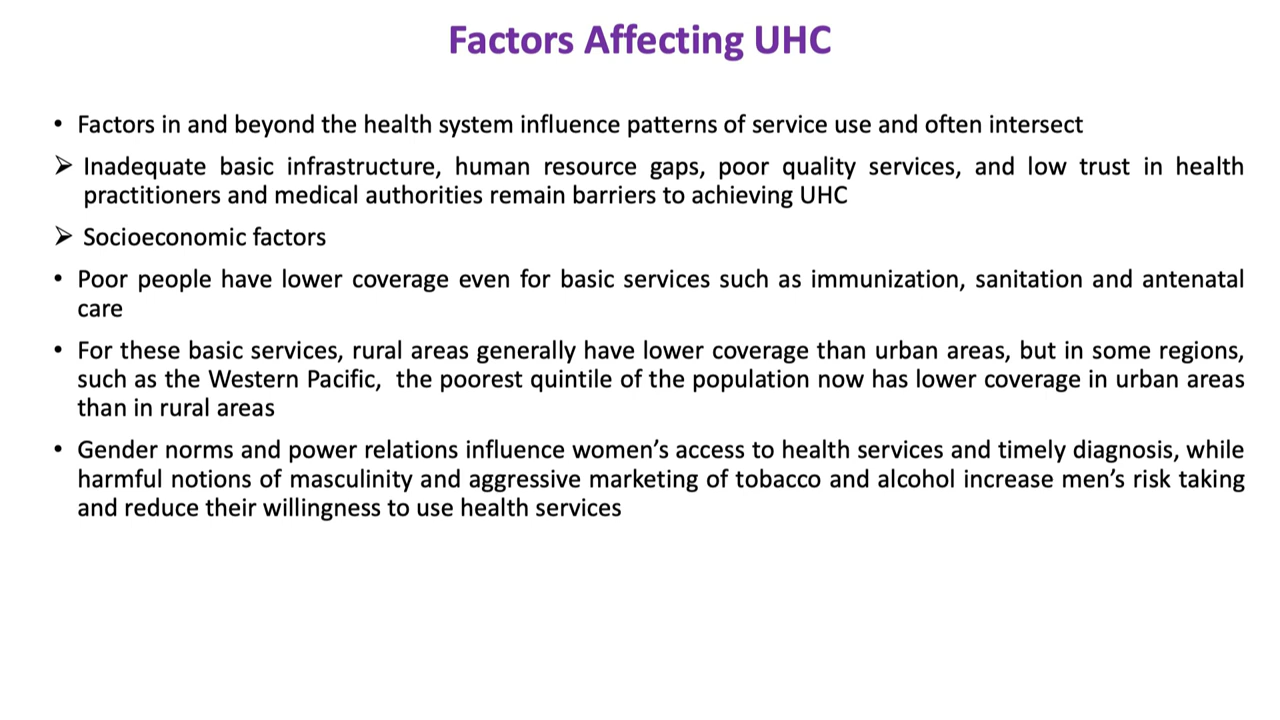 Factors Affecting UHC
• Factors in and beyond the health system influence patterns of service use and often intersect
➢ Inadequate basic infrastructure, human resource gaps, poor quality services, and low trust in health
practitioners and medical authorities remain barriers to achieving UHC
➢ Socioeconomic factors
• Poor people have lower coverage even for basic services such as immunization, sanitation and antenatal
care
• For these basic services, rural areas generally have lower coverage than urban areas, but in some regions,
such as the Western Pacific,  the poorest quintile of the population now has lower coverage in urban areas
than in rural areas
• Gender norms and power relations influence women’s access to health services and timely diagnosis, while
harmful notions of masculinity and aggressive marketing of tobacco and alcohol increase men’s risk taking
and reduce their willingness to use health services